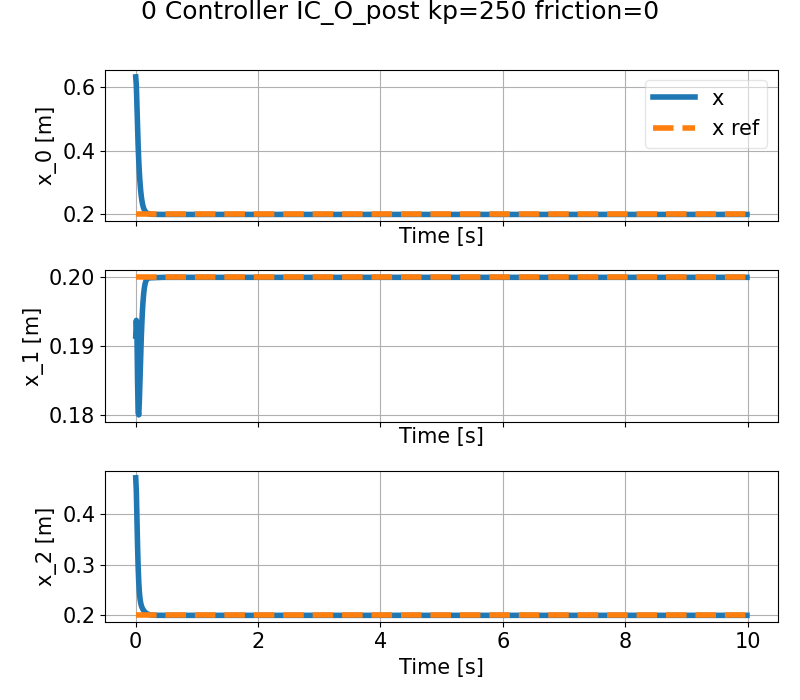 0 Controller IC_O_post kp=250 friction=0
x_0 [m]
0.6
0.4
0.2
x
x ref
Time [s]
x_1 [m]
0.20
0.19
0.18
Time [s]
x_2 [m]
0.4
0.3
0.2
0 2 4 6 8 10
Time [s]